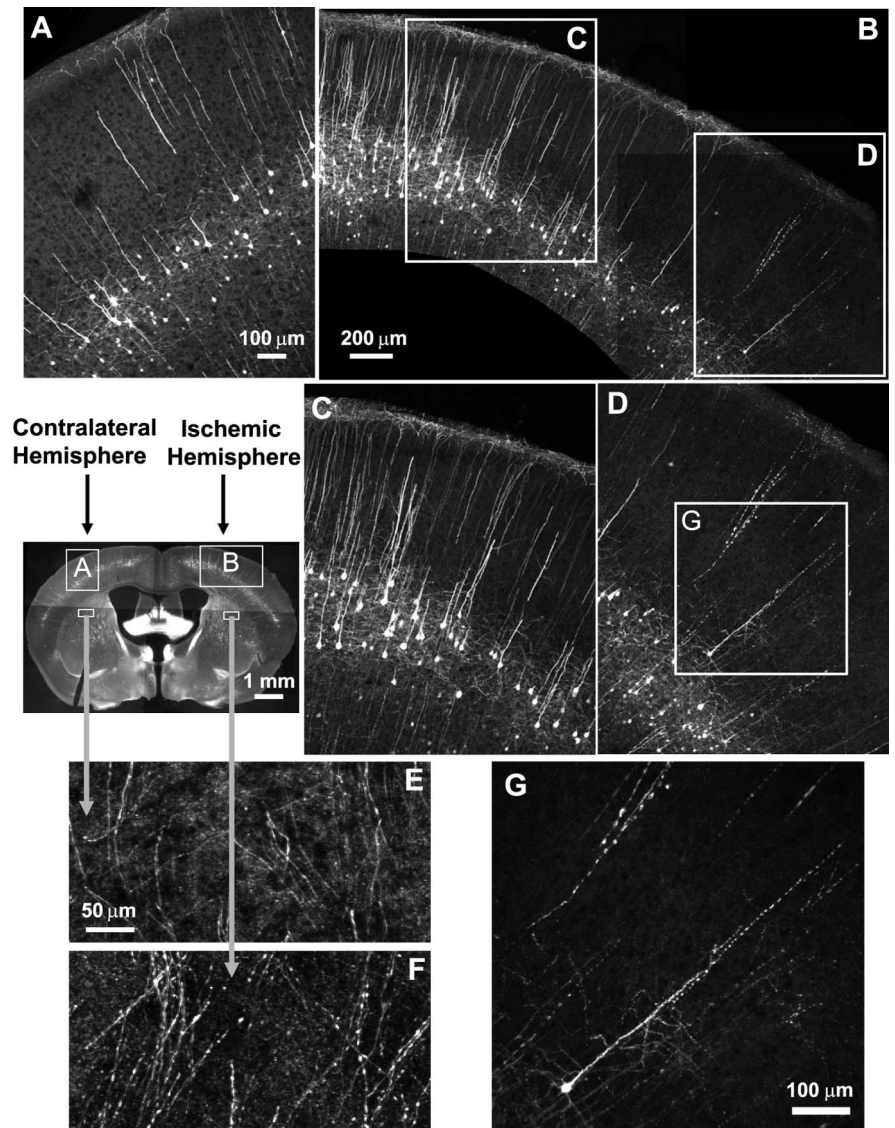 A
C
B
D
100 μm
200 μm
C
D
G
Contralateral
Hemisphere
Ischemic
Hemisphere
A
B
1 mm
E
50 μm
F
G
100 μm